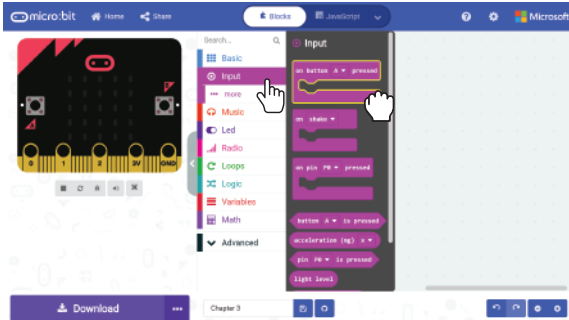 micro:bit Home Share Blocks JavaScript Microsoft
Search...
Basic
Input
more
Music
Led
Radio
Loops
Logic
Variables
Math
Advanced
Input
on button A pressed
on shake
on pin P0 pressed
button A is pressed
acceleration (mg) x
pin P0 is pressed
light level
0 1 2 3V GND
Download
Chapter 3